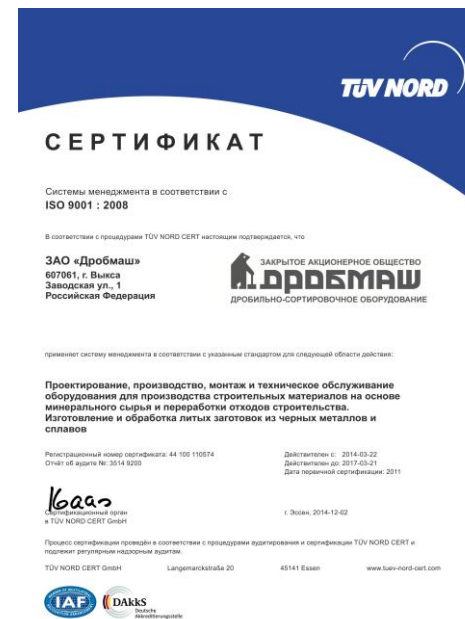 TÜV NORD
СЕРТИФИКАТ
Системы менеджмента в соответствии с
ISO 9001 : 2008
В соответствии с процедурами TÜV NORD CERT настоящим подтверждается, что
ЗАО «Дробмаш»
607061, г. Выкса
Заводская ул., 1
Российская Федерация
ЗАКРЫТОЕ АКЦИОНЕРНОЕ ОБЩЕСТВО
ДРОБМАШ
ДРОБИЛЬНО-СОРТИРОВОЧНОЕ ОБОРУДОВАНИЕ
применяет систему менеджмента в соответствии с указанным стандартом для следующей области действия:
Проектирование, производство, монтаж и техническое обслуживание
оборудования для производства строительных материалов на основе
минерального сырья и переработки отходов строительства.
Изготовление и обработка литых заготовок из черных металлов и
сплавов
Регистрационный номер сертификата: 44 100 110574
Отчёт об аудите №: 3514 9200
Действителен с: 2014-03-22
Действителен до: 2017-03-21
Дата первичной сертификации: 2011
Сертификационный орган
в TÜV NORD CERT GmbH
г. Эссен, 2014-12-02
Процесс сертификации проведён в соответствии с процедурами аудитирования и сертификации TÜV NORD CERT и
подлежит регулярным надзорным аудитам.
TÜV NORD CERT GmbH Langemarckstraße 20 45141 Essen www.tuev-nord-cert.com
IAF
DAkkS
Deutsche
Akkreditierungsstelle